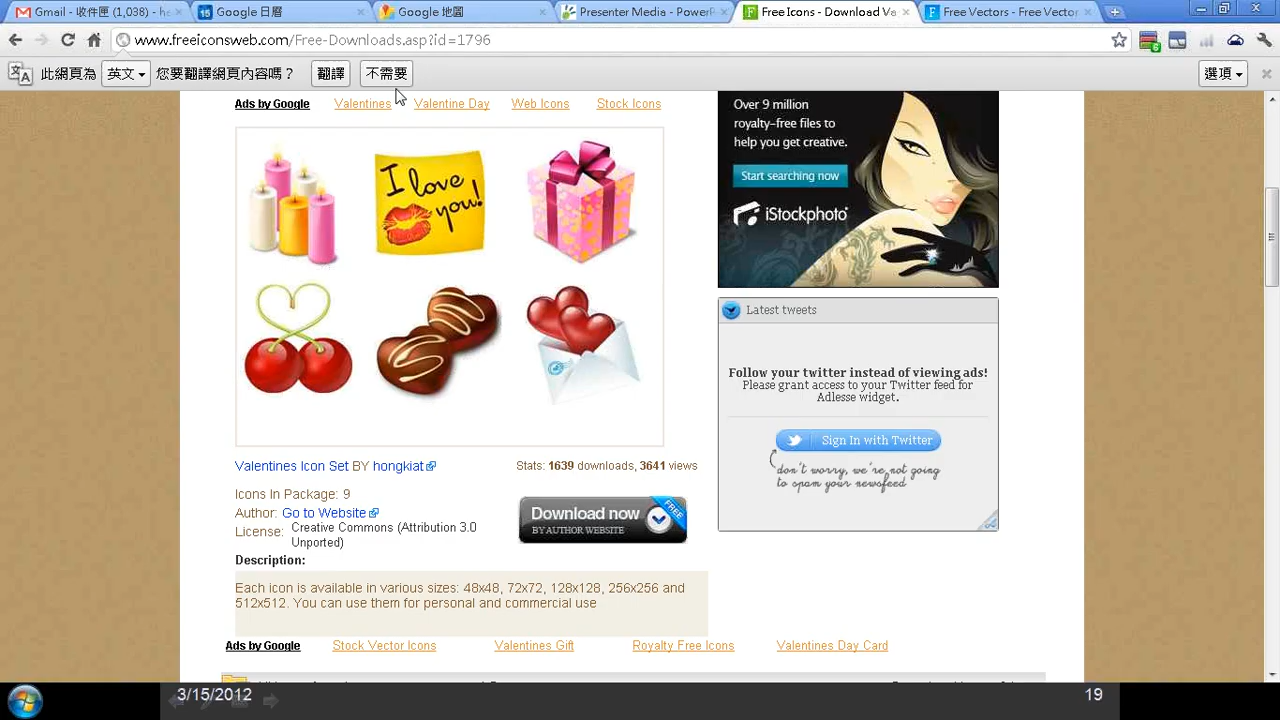 Gmail - 收件匣 (1,038) - h
Google 日曆
Google 地圖
Presenter Media - PowerP
Free Icons - Download Va
Free Vectors - Free Vector
www.freeiconsweb.com/Free-Downloads.asp?id=1796
此網頁為 英文 您要翻譯網頁內容嗎？ 翻譯 不需要 選項
Ads by Google Valentines Valentine Day Web Icons Stock Icons
I love
you!
Over 9 million
royalty-free files to
help you get creative.
Start searching now
iStockphoto
Latest tweets
Follow your twitter instead of viewing ads!
Please grant access to your Twitter feed for
Adlesse widget.
Sign In with Twitter
don't worry, we're not going
to spam your newsfeed
Valentines Icon Set BY hongkiat
Stats: 1639 downloads, 3641 views
Icons In Package: 9
Author: Go to Website
License: Creative Commons (Attribution 3.0
Unported)
Download now
BY AUTHOR WEBSITE
FREE
Description:
Each icon is available in various sizes: 48x48, 72x72, 128x128, 256x256 and
512x512. You can use them for personal and commercial use
Ads by Google Stock Vector Icons Valentines Gift Royalty Free Icons Valentines Day Card
3/15/2012
19